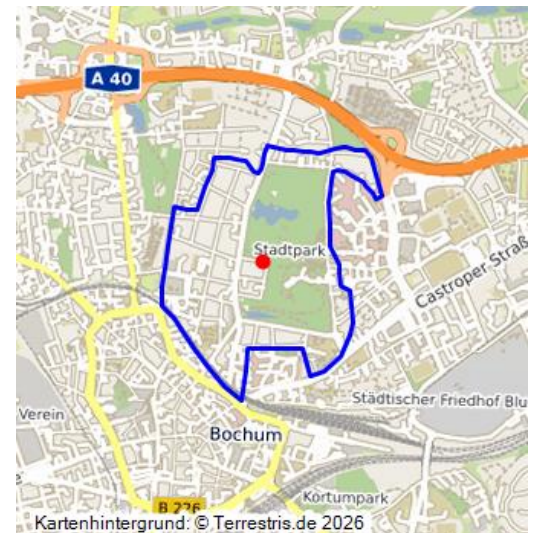 A 40
Stadtpark
Castroper Straß
Städtischer Friedhof Blu
Verein
Bochum
Kortumpark
B 226
Kartenhintergrund: © Terrestris.de 2026